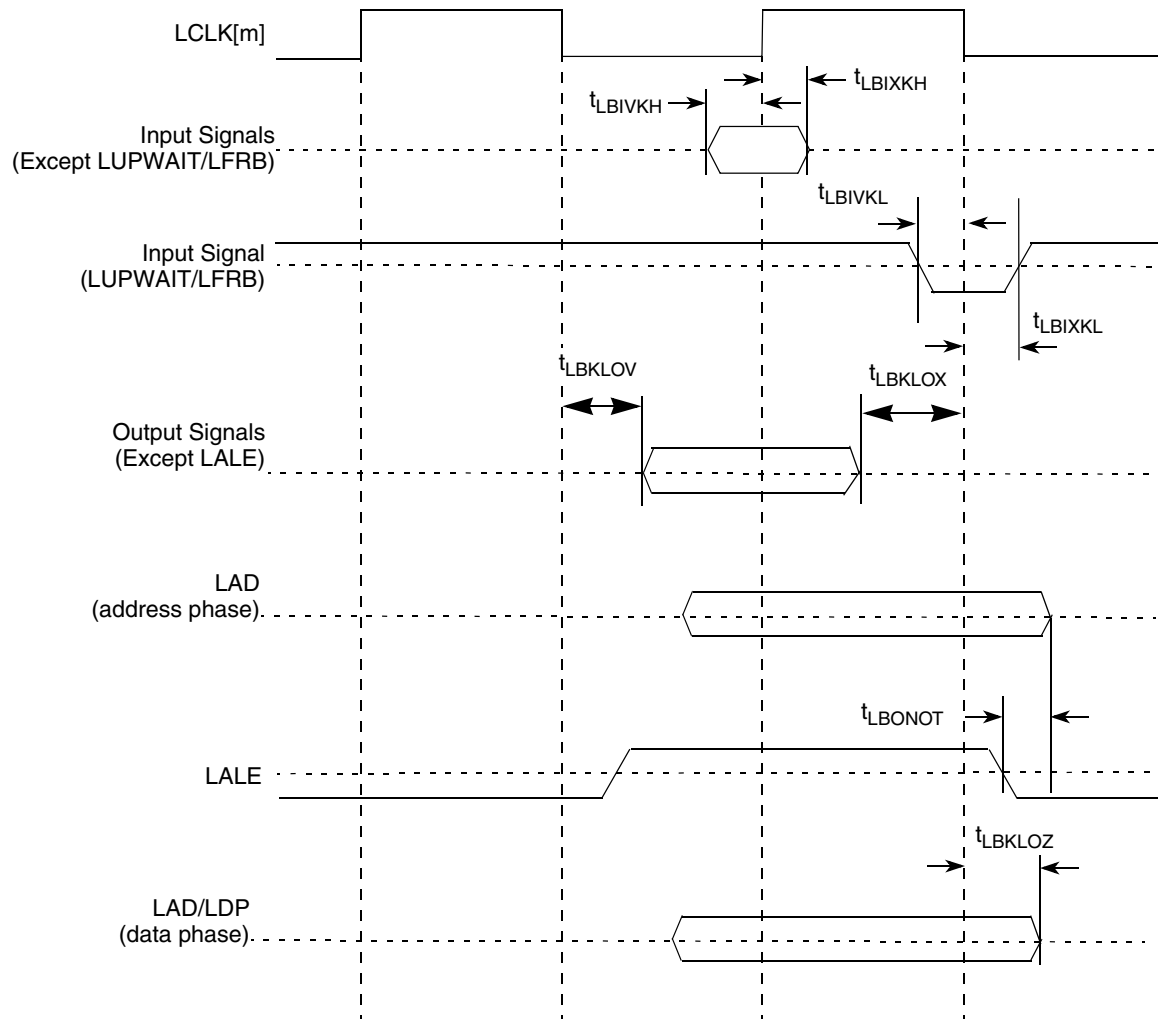 LCLK[m]
tLBIXKH
tLBIVKH
Input Signals
(Except LUPWAIT/LFRB)
tLBIVKL
Input Signal
(LUPWAIT/LFRB)
tLBIXKL
tLBKLOV
tLBKLOX
Output Signals
(Except LALE)
LAD
(address phase)
tLBONOT
LALE
tLBKLOZ
LAD/LDP
(data phase)